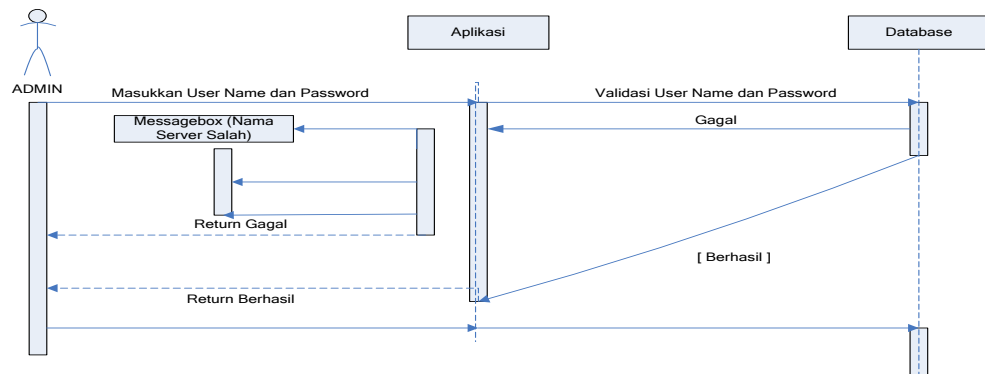 Aplikasi
Database
ADMIN
Masukkan User Name dan Password
Validasi User Name dan Password
Messagebox (Nama
Server Salah)
Gagal
Return Gagal
[ Berhasil ]
Return Berhasil